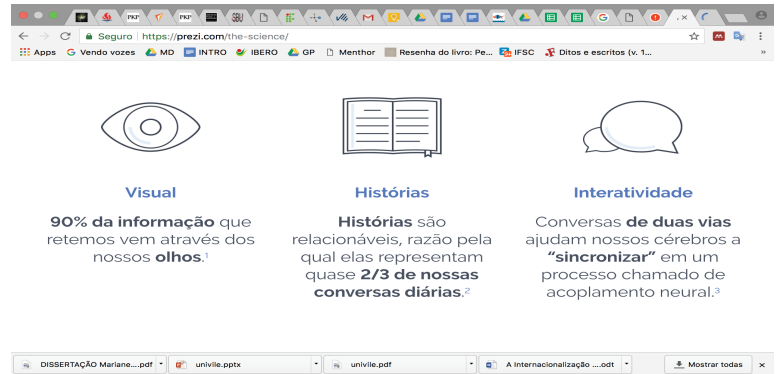 PKP
PKP
Seguro | https://prezi.com/the-science/
Apps Vendo vozes MD INTRO IBERO GP Menthor Resenha do livro: Pe... IFSC Ditos e escritos (v. 1... »
Visual
90% da informação que
retemos vem através dos
nossos olhos.¹
Histórias
Histórias são
relacionáveis, razão pela
qual elas representam
quase 2/3 de nossas
conversas diárias.²
Interatividade
Conversas de duas vias
ajudam nossos cérebros a
“sincronizar” em um
processo chamado de
acoplamento neural.³
DISSERTAÇÃO Mariane....pdf univile.pptx univile.pdf A Internacionalização ....odt Mostrar todas